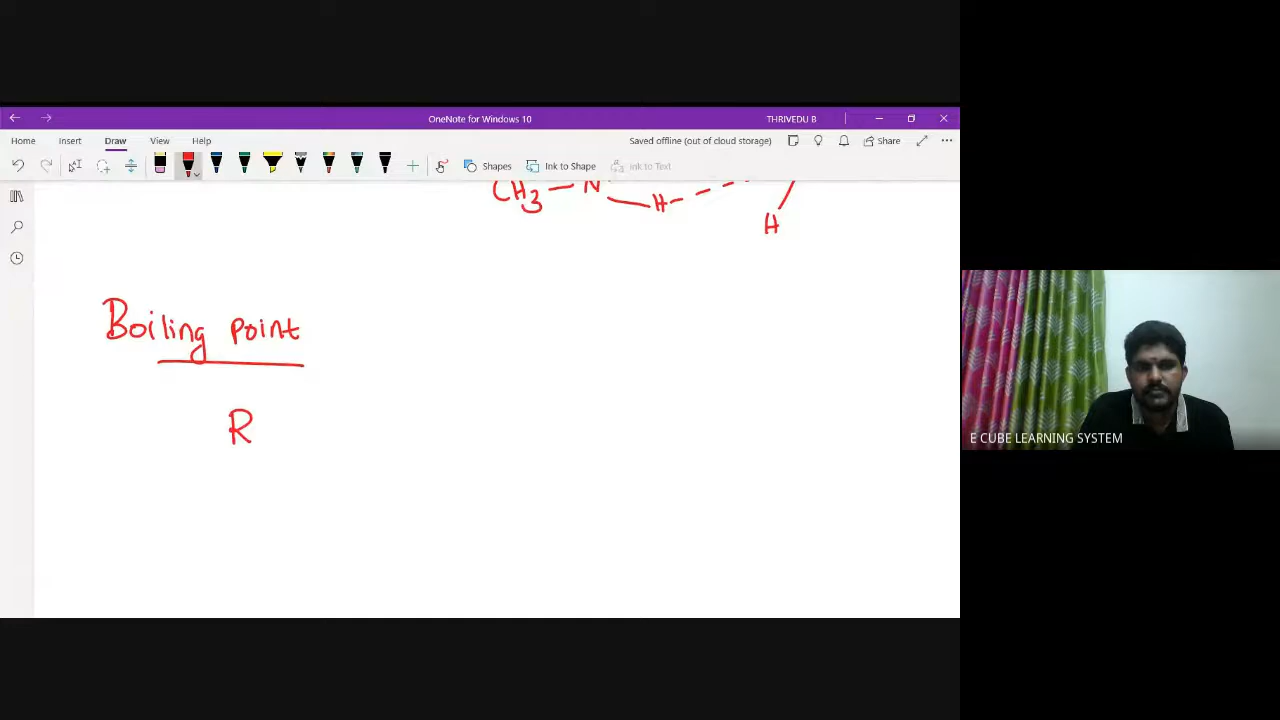 OneNote for Windows 10
THRIVEDU B
Home Insert Draw View Help
Saved offline (out of cloud storage)
Share
Shapes
Ink to Shape
Ink to Text
CH3 — N — H - - -
H
Boiling point
R
E CUBE LEARNING SYSTEM